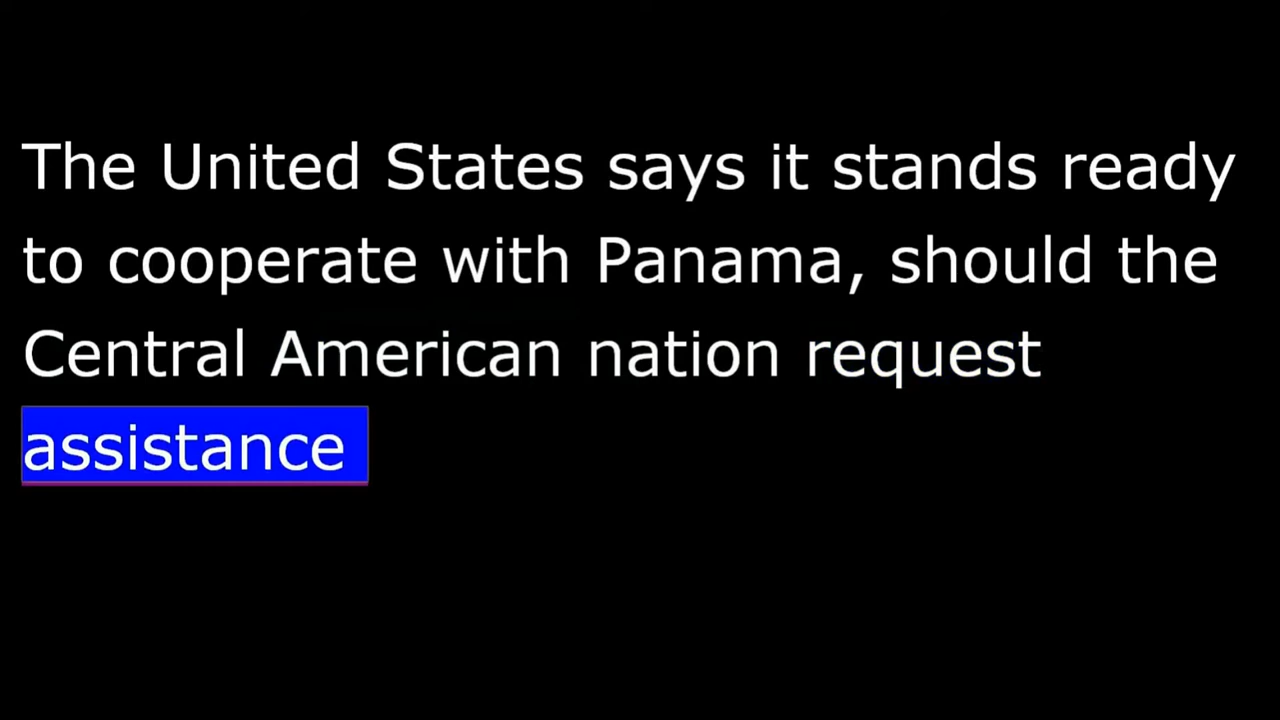 The United States says it stands ready
to cooperate with Panama, should the
Central American nation request
assistance